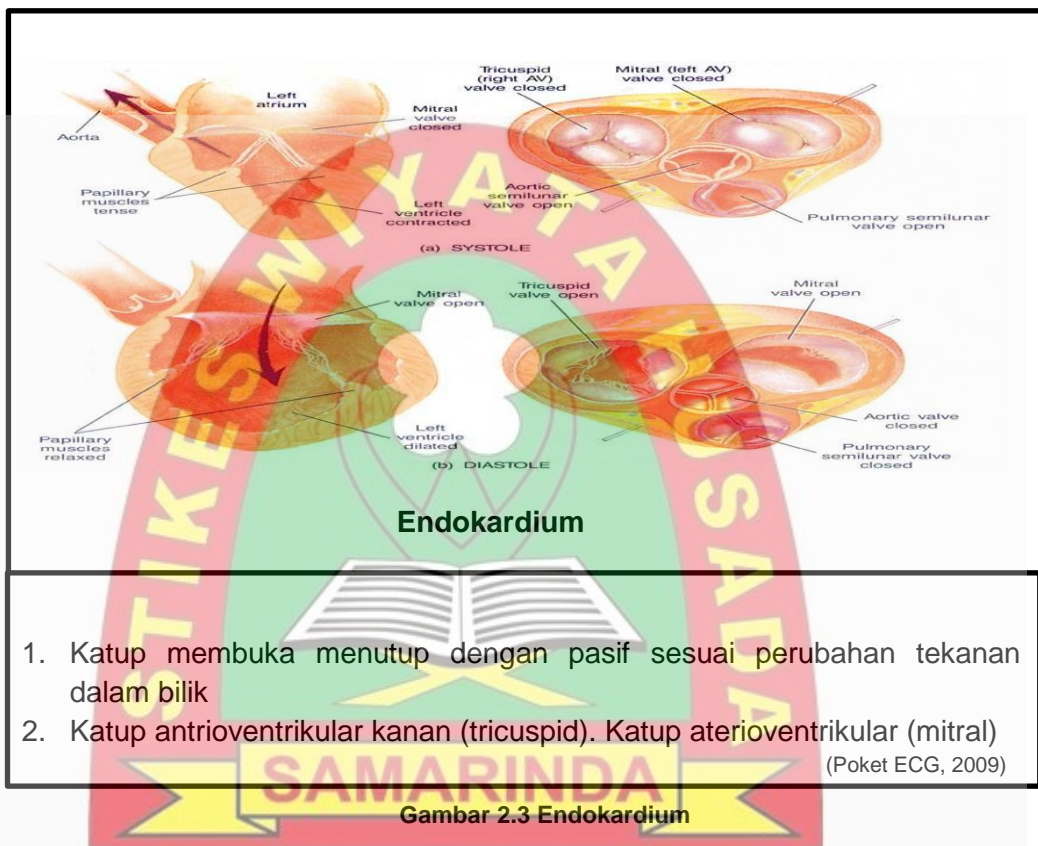 Left
atrium
Mitral
valve
closed
Aorta
Papillary
muscles
tense
Left
ventricle
contracted
(a) SYSTOLE
Tricuspid
(right AV)
valve closed
Mitral (left AV)
valve closed
Aortic
semilunar
valve open
Pulmonary semilunar
valve open
Mitral
valve open
Papillary
muscles
relaxed
Left
ventricle
dilated
(b) DIASTOLE
Tricuspid
valve open
Mitral
valve open
Aortic valve
closed
Pulmonary
semilunar valve
closed
Endokardium
1. Katup membuka menutup dengan pasif sesuai perubahan tekanan
dalam bilik
2. Katup antrioventrikular kanan (tricuspid). Katup aterioventrikular (mitral)
(Poket ECG, 2009)
Gambar 2.3 Endokardium
STIKES WIYATA HUSADA
SAMARINDA